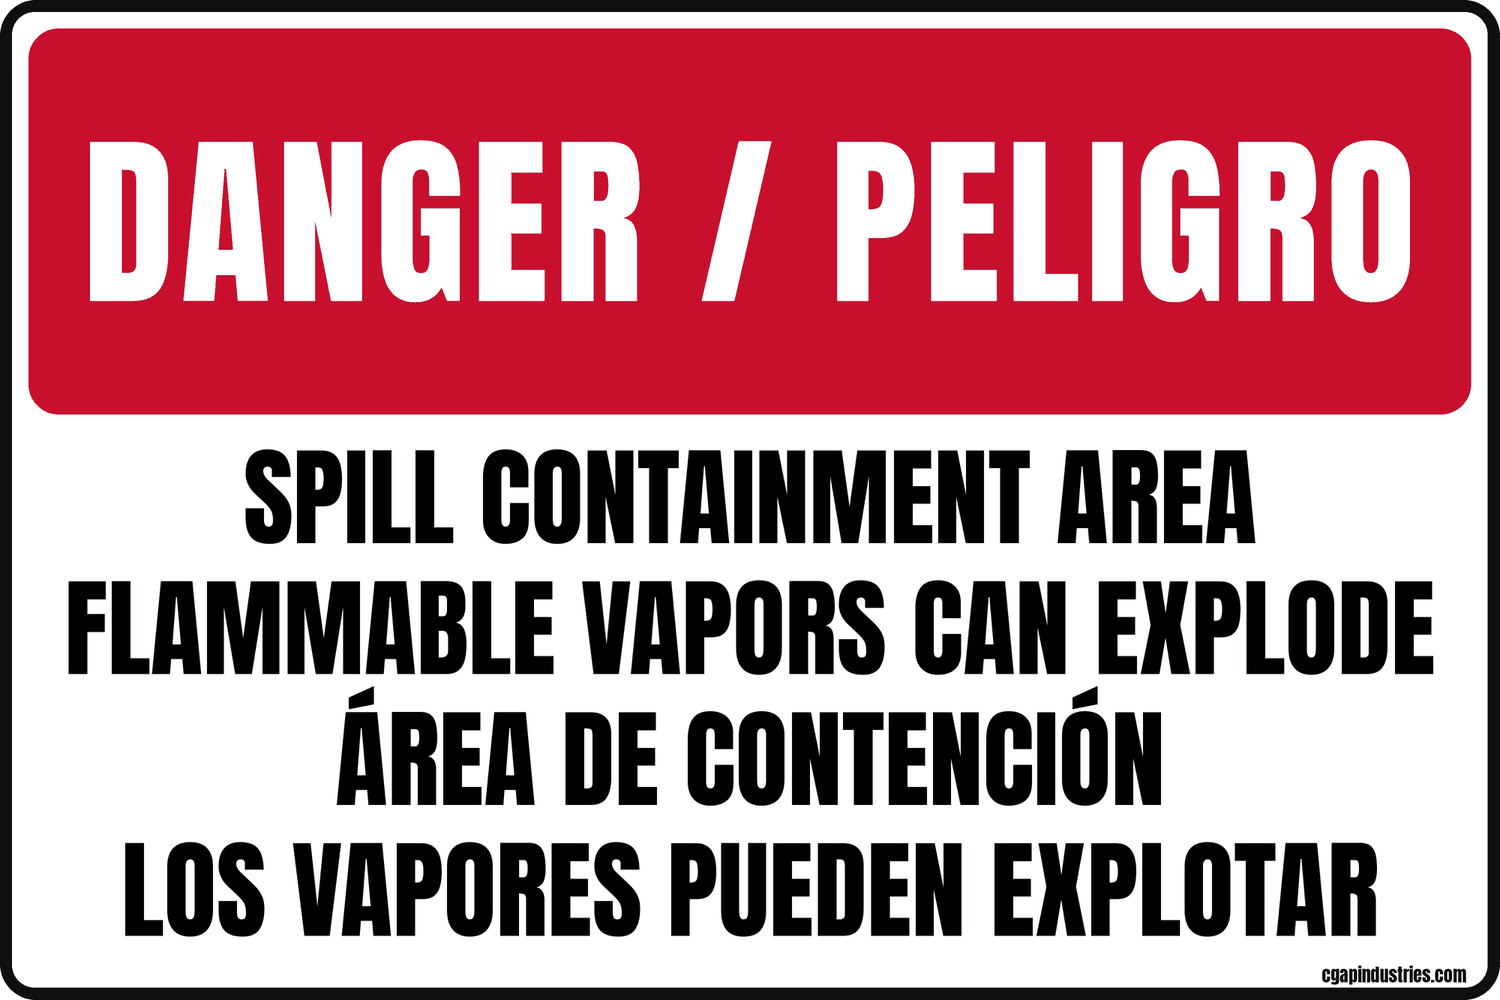 DANGER / PELIGRO
SPILL CONTAINMENT AREA
FLAMMABLE VAPORS CAN EXPLODE
ÁREA DE CONTENCIÓN
LOS VAPORES PUEDEN EXPLOTAR
cgapindustries.com